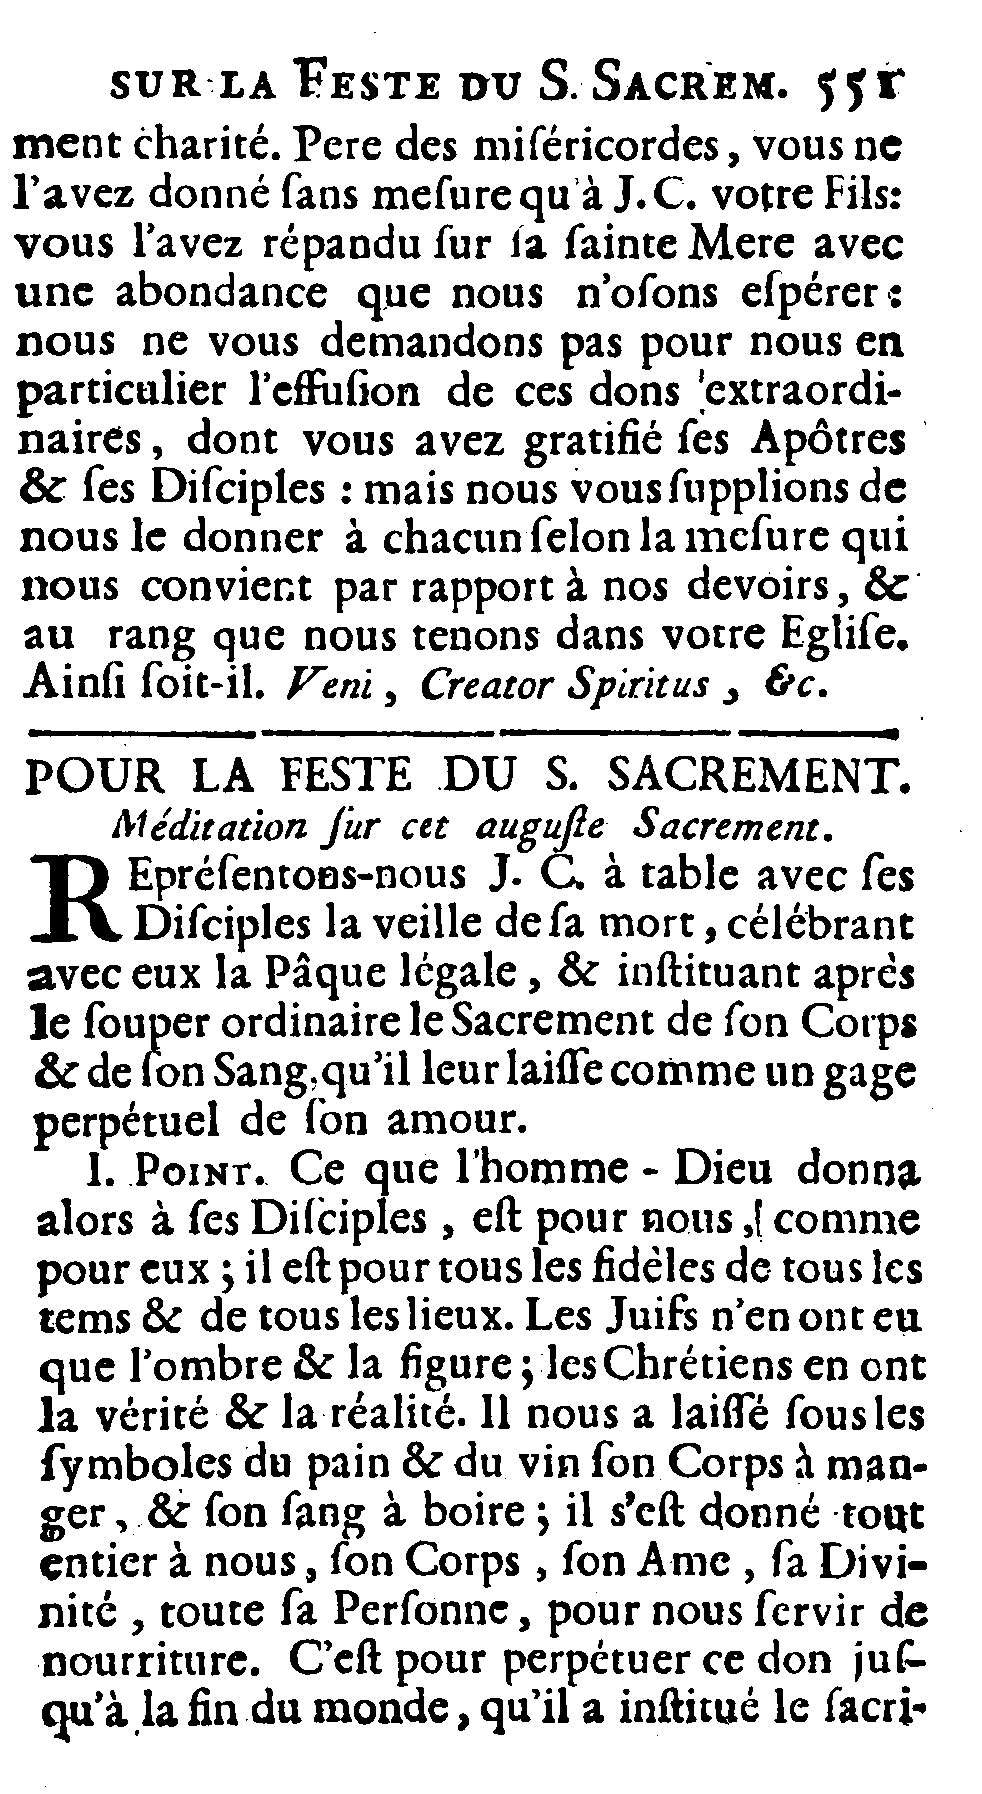 SUR LA FESTE DU S. SACREM. 551
ment charité. Pere des miſéricordes, vous ne
l'avez donné ſans meſure qu'à J. C. votre Fils:
vous l'avez répandu ſur ſa ſainte Mere avec
une abondance que nous n'oſons eſpérer:
nous ne vous demandons pas pour nous en
particulier l'effuſion de ces dons extraordi-
naires, dont vous avez gratifié ſes Apôtres
& ſes Diſciples : mais nous vous ſupplions de
nous le donner à chacun ſelon la meſure qui
nous convient par rapport à nos devoirs, &
au rang que nous tenons dans votre Egliſe.
Ainſi ſoit-il. Veni, Creator Spiritus, &c.
POUR LA FESTE DU S. SACREMENT.
Méditation ſur cet auguſte Sacrement.
REpréſentons-nous J. C. à table avec ſes
Diſciples la veille de ſa mort, célébrant
avec eux la Pâque légale, & inſtituant après
le ſouper ordinaire le Sacrement de ſon Corps
& de ſon Sang, qu'il leur laiſſe comme un gage
perpétuel de ſon amour.
I. POINT. Ce que l'homme-Dieu donna
alors à ſes Diſciples, eſt pour nous, comme
pour eux ; il eſt pour tous les fidèles de tous les
tems & de tous les lieux. Les Juifs n'en ont eu
que l'ombre & la figure ; les Chrétiens en ont
la vérité & la réalité. Il nous a laiſſé ſous les
ſymboles du pain & du vin ſon Corps à man-
ger, & ſon ſang à boire ; il s'eſt donné tout
entier à nous, ſon Corps, ſon Ame, ſa Divi-
nité, toute ſa Perſonne, pour nous ſervir de
nourriture. C'eſt pour perpétuer ce don juſ-
qu'à la fin du monde, qu'il a inſtitué le ſacri-